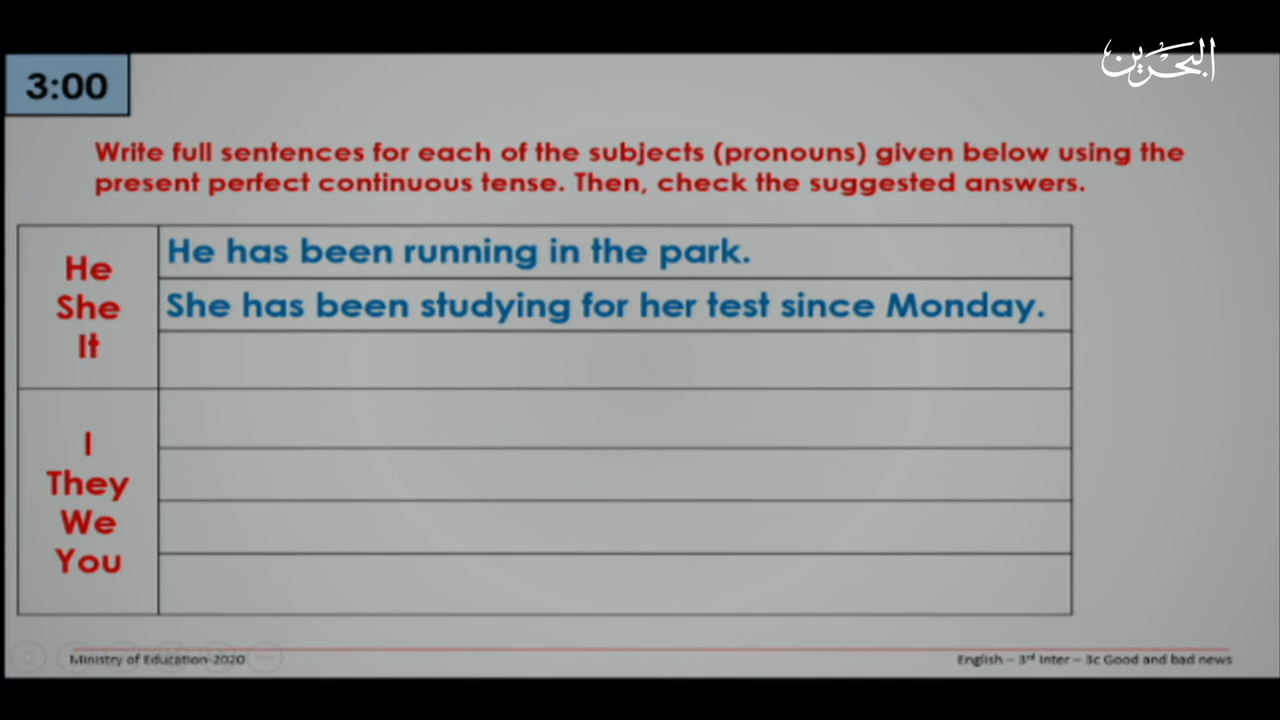 البحرين
3:00
Write full sentences for each of the subjects (pronouns) given below using the
present perfect continuous tense. Then, check the suggested answers.
He
She
It
He has been running in the park.
She has been studying for her test since Monday.
I
They
We
You
Ministry of Education-2020
English – 3rd Inter – 3c Good and bad news